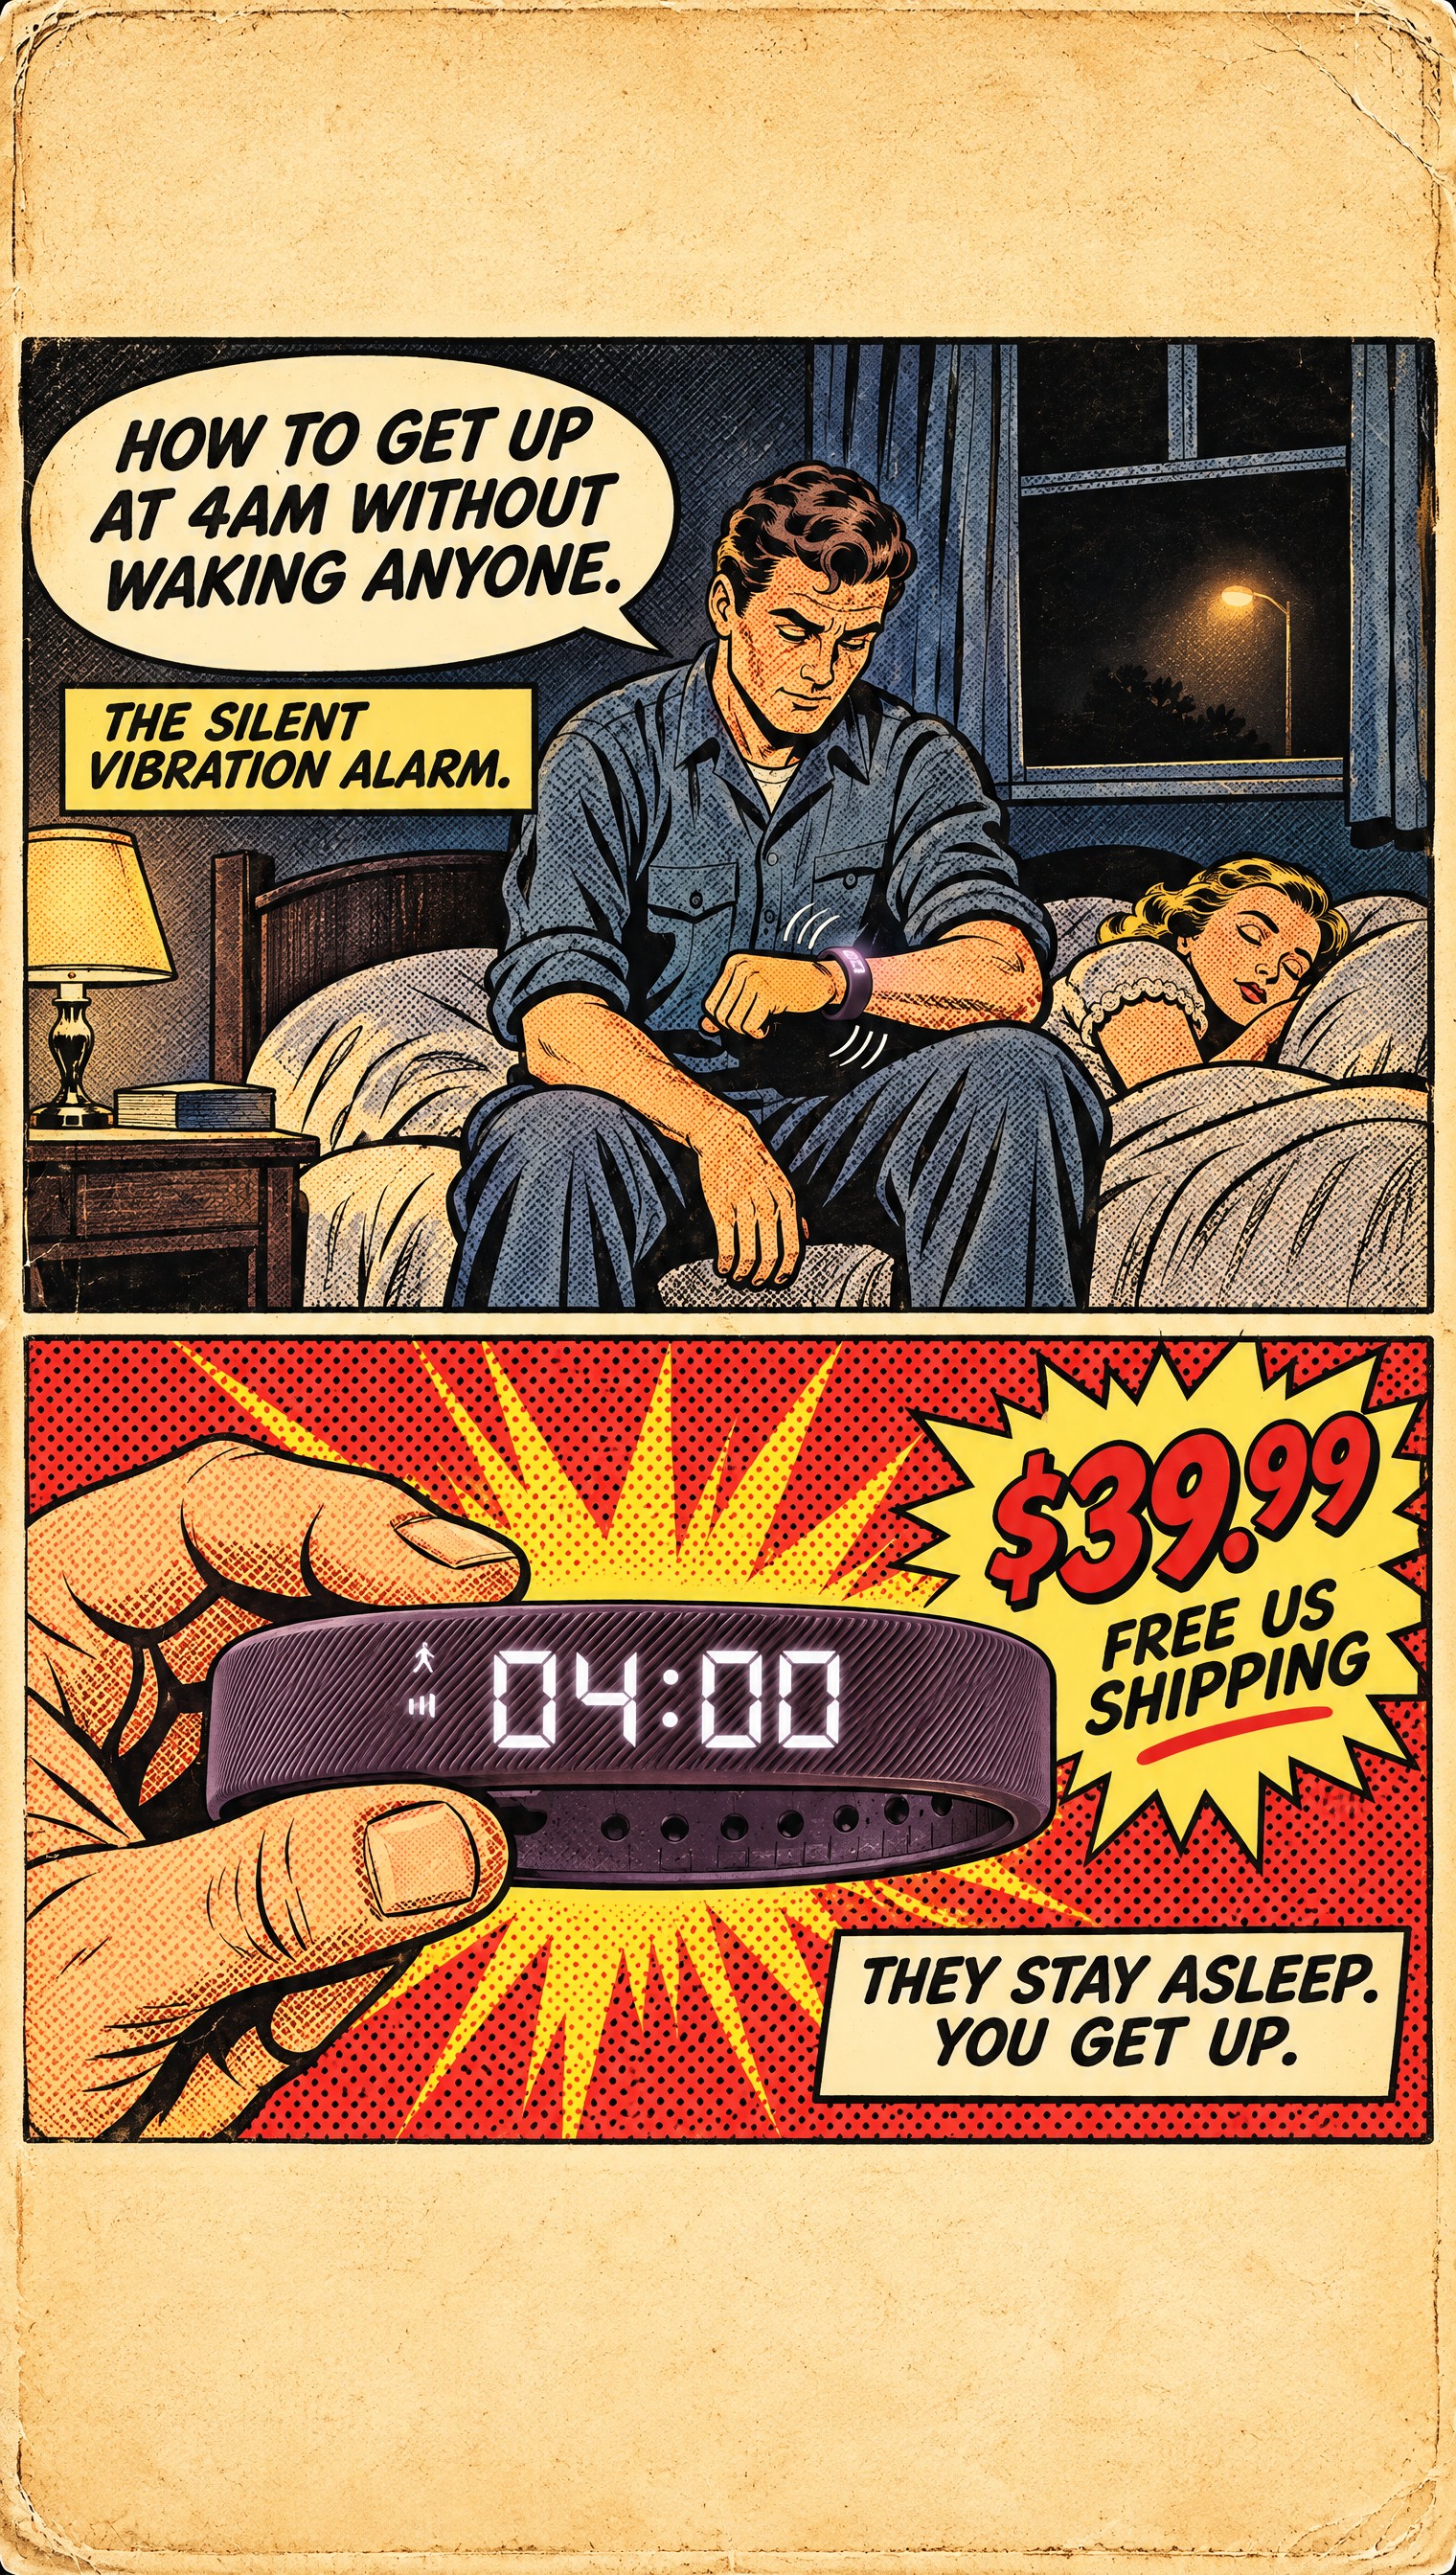 HOW TO GET UP
AT 4AM WITHOUT
WAKING ANYONE.
THE SILENT
VIBRATION ALARM.
$39.99
FREE US
SHIPPING
04:00
THEY STAY ASLEEP.
YOU GET UP.